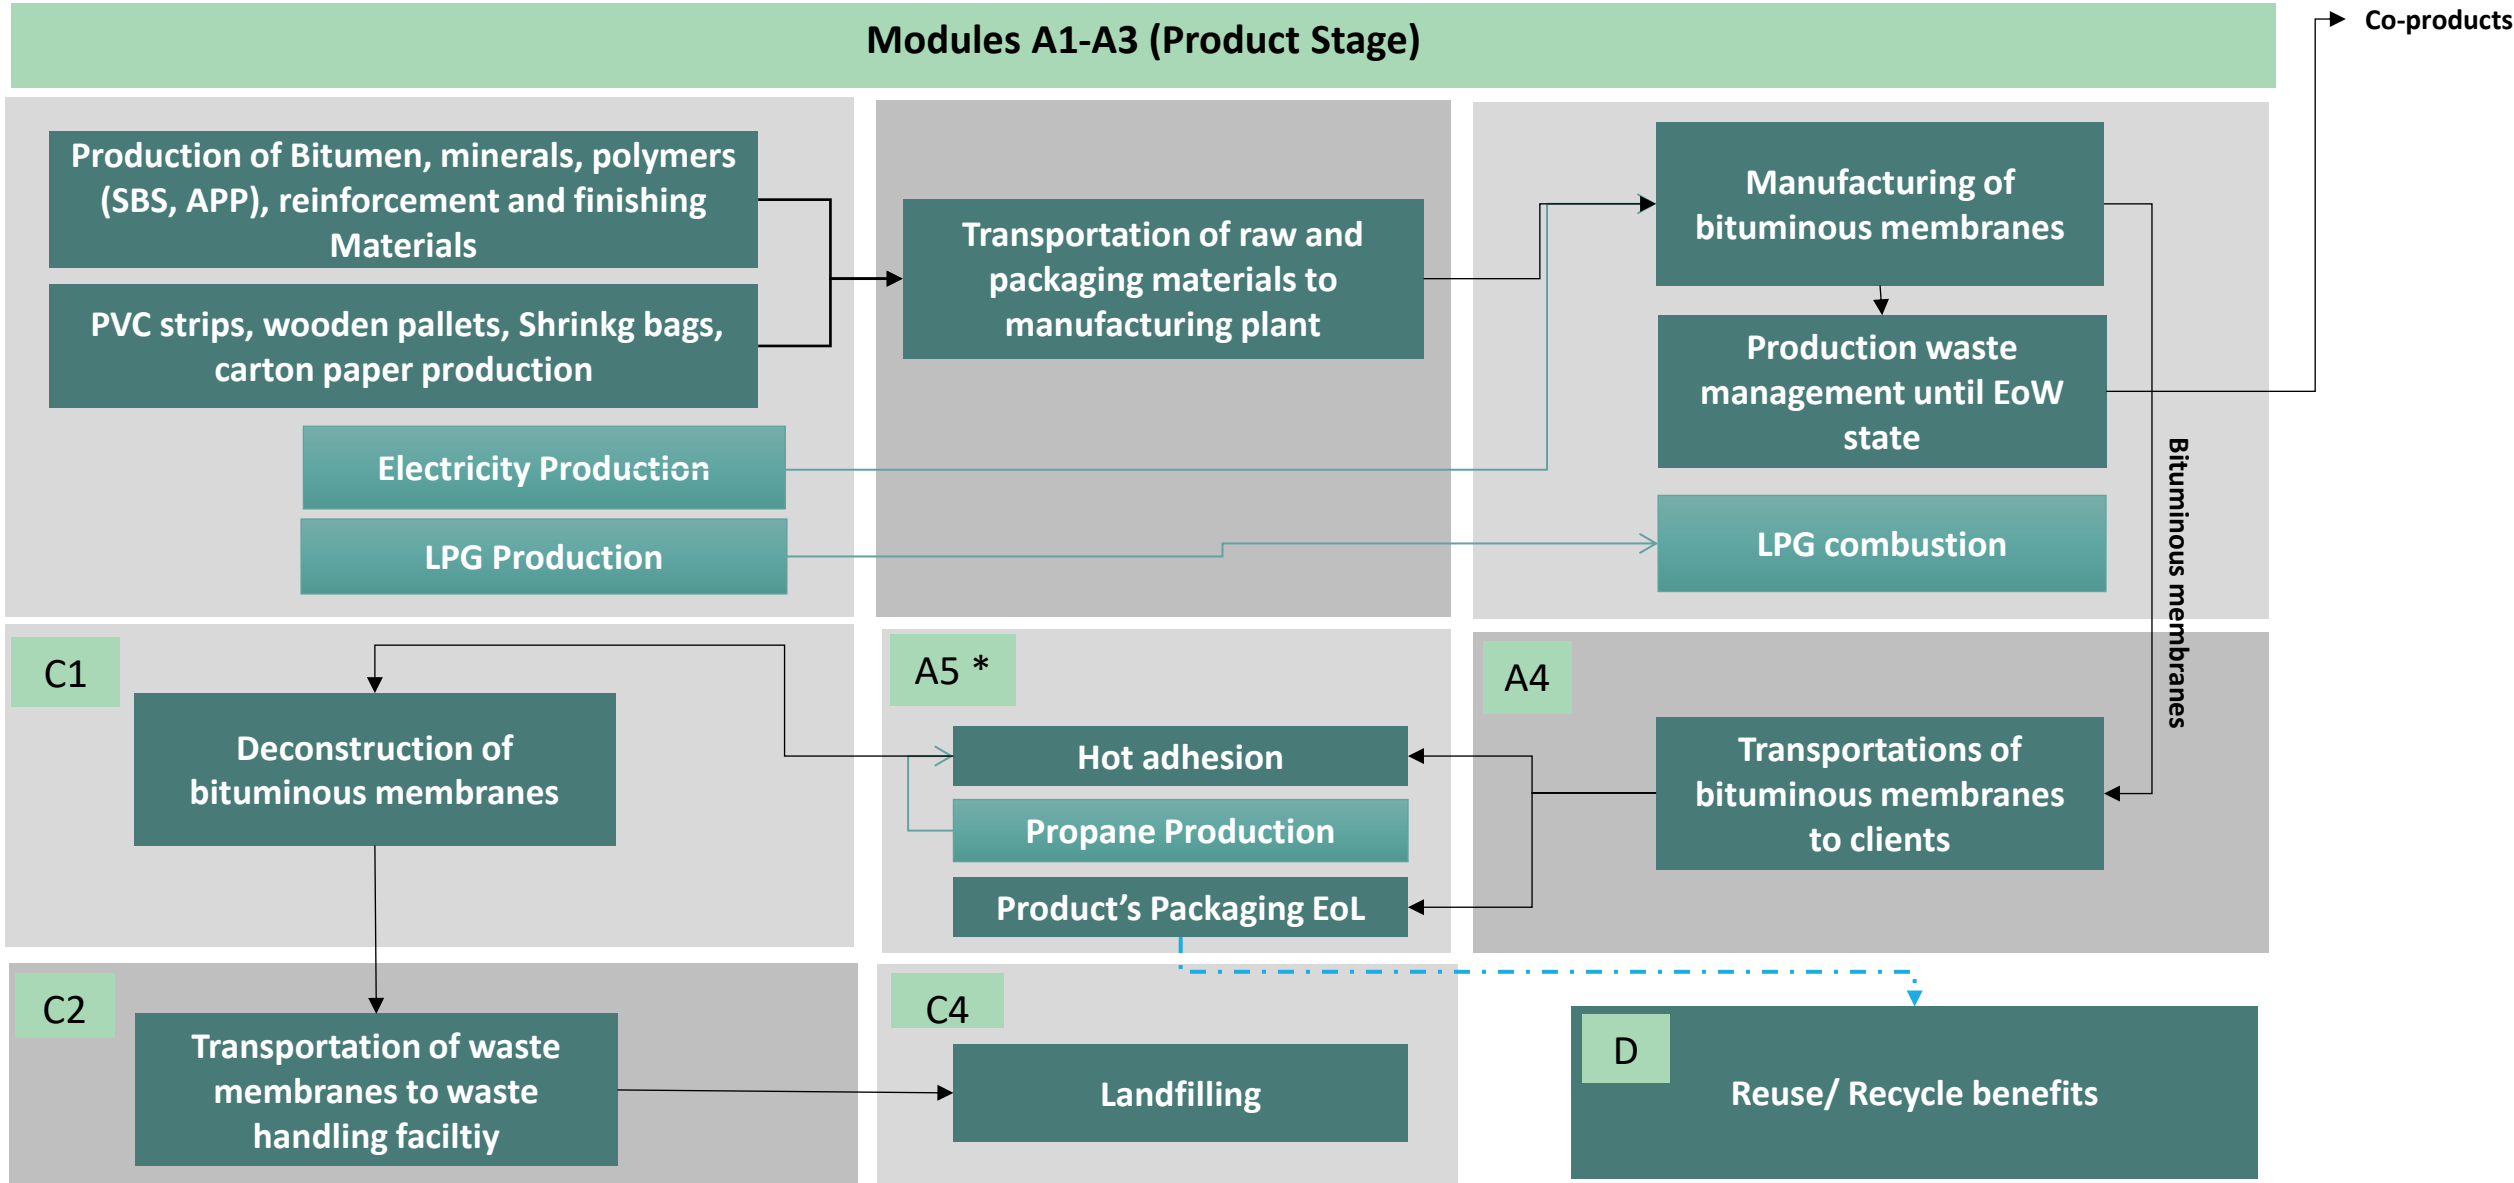 Modules A1-A3 (Product Stage)
Co-products
Production of Bitumen, minerals, polymers
(SBS, APP), reinforcement and finishing
Materials
PVC strips, wooden pallets, Shrinkg bags,
carton paper production
Electricity Production
LPG Production
Transportation of raw and
packaging materials to
manufacturing plant
Manufacturing of
bituminous membranes
Production waste
management until EoW
state
LPG combustion
Bituminous membranes
C1
Deconstruction of
bituminous membranes
A5 *
Hot adhesion
Propane Production
Product’s Packaging EoL
A4
Transportations of
bituminous membranes
to clients
C2
Transportation of waste
membranes to waste
handling faciltiy
C4
Landfilling
D
Reuse/ Recycle benefits